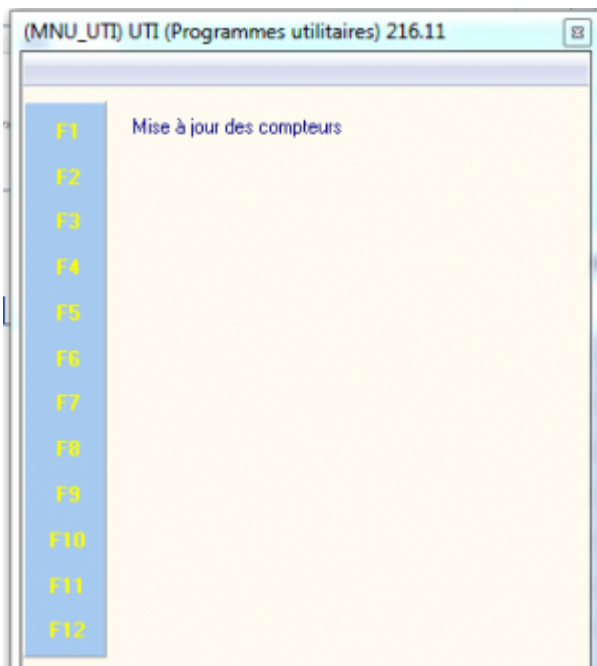 (MNU_UTI) UTI (Programmes utilitaires) 216.11
F1 Mise à jour des compteurs
F2
F3
F4
F5
F6
F7
F8
F9
F10
F11
F12